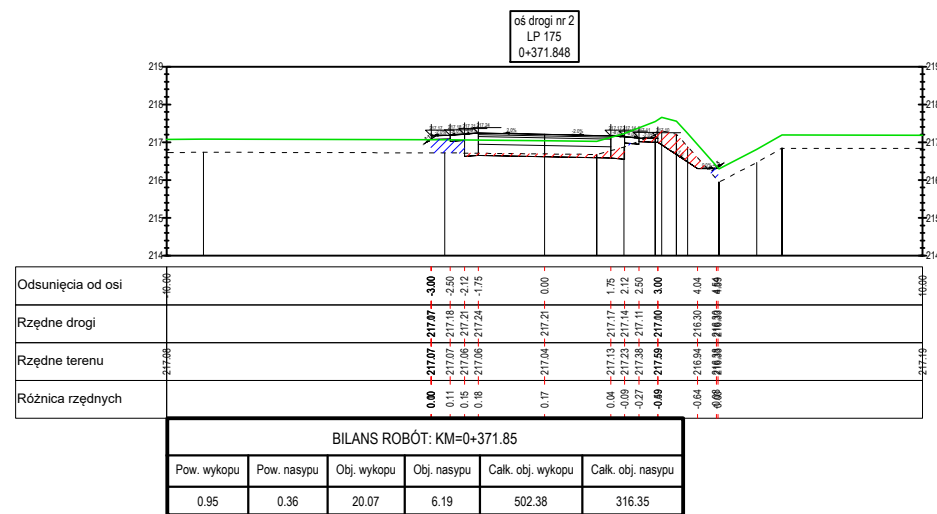 oś drogi nr 2
LP 175
0+371.848
219 219
218 218
217 217
216 216
215 215
214 214
2.0% -2.0%
Odsunięcia od osi -10.00 -3.00 -2.50 -2.12 -1.75 0.00 1.75 2.12 2.50 3.00 4.04 10.00
Rzędne drogi 217.07 217.18 217.21 217.24 217.21 217.17 217.14 217.11 217.10 216.30
Rzędne terenu 217.08 217.07 217.07 217.06 217.06 217.04 217.13 217.23 217.38 217.59 216.94 217.19
Różnica rzędnych 0.00 0.11 0.15 0.18 0.17 0.04 -0.09 -0.27 -0.64
BILANS ROBÓT: KM=0+371.85
Pow. wykopu Pow. nasypu Obj. wykopu Obj. nasypu Całk. obj. wykopu Całk. obj. nasypu
0.95 0.36 20.07 6.19 502.38 316.35